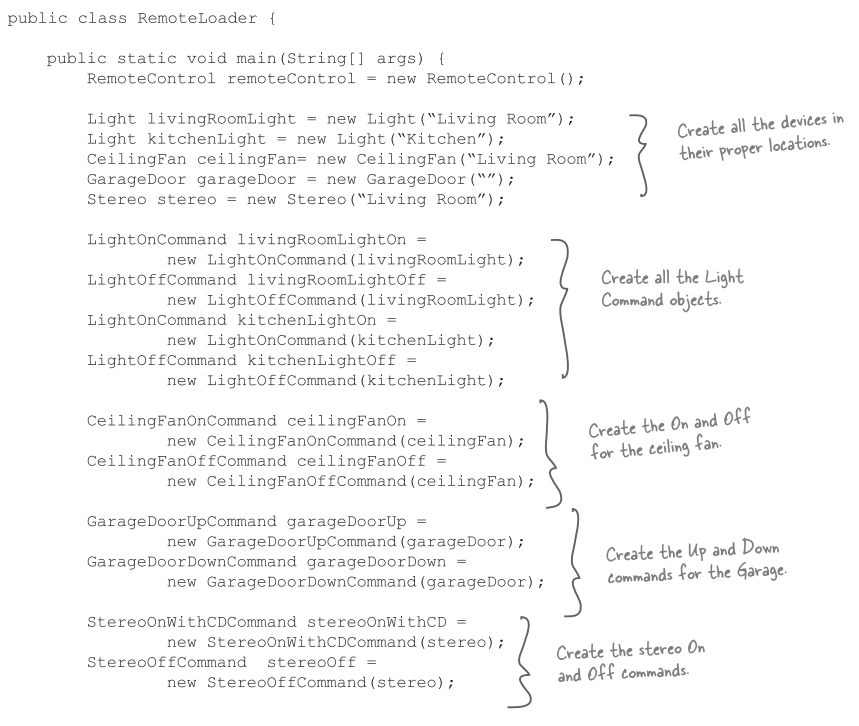 public class RemoteLoader {
public static void main(String[] args) {
RemoteControl remoteControl = new RemoteControl();
Light livingRoomLight = new Light(“Living Room”);
Light kitchenLight = new Light(“Kitchen”);
CeilingFan ceilingFan= new CeilingFan(“Living Room”);
GarageDoor garageDoor = new GarageDoor(“”);
Stereo stereo = new Stereo(“Living Room”);
Create all the devices in
their proper locations.
LightOnCommand livingRoomLightOn =
new LightOnCommand(livingRoomLight);
LightOffCommand livingRoomLightOff =
new LightOffCommand(livingRoomLight);
LightOnCommand kitchenLightOn =
new LightOnCommand(kitchenLight);
LightOffCommand kitchenLightOff =
new LightOffCommand(kitchenLight);
Create all the Light
Command objects.
CeilingFanOnCommand ceilingFanOn =
new CeilingFanOnCommand(ceilingFan);
CeilingFanOffCommand ceilingFanOff =
new CeilingFanOffCommand(ceilingFan);
Create the On and Off
for the ceiling fan.
GarageDoorUpCommand garageDoorUp =
new GarageDoorUpCommand(garageDoor);
GarageDoorDownCommand garageDoorDown =
new GarageDoorDownCommand(garageDoor);
Create the Up and Down
commands for the Garage.
StereoOnWithCDCommand stereoOnWithCD =
new StereoOnWithCDCommand(stereo);
StereoOffCommand  stereoOff =
new StereoOffCommand(stereo);
Create the stereo On
and Off commands.